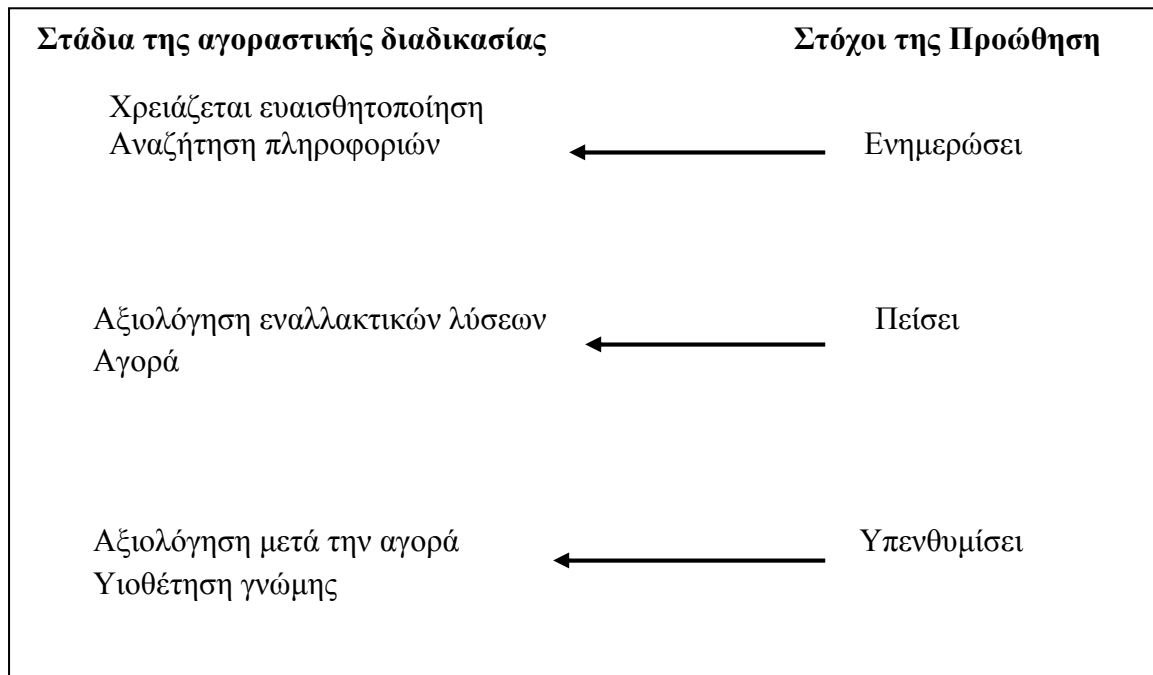 Στάδια της αγοραστικής διαδικασίας Στόχοι της Προώθηση
Χρειάζεται ευαισθητοποίηση
Αναζήτηση πληροφοριών Ενημερώσει
Αξιολόγηση εναλλακτικών λύσεων Πείσει
Αγορά
Αξιολόγηση μετά την αγορά Υπενθυμίσει
Υιοθέτηση γνώμης